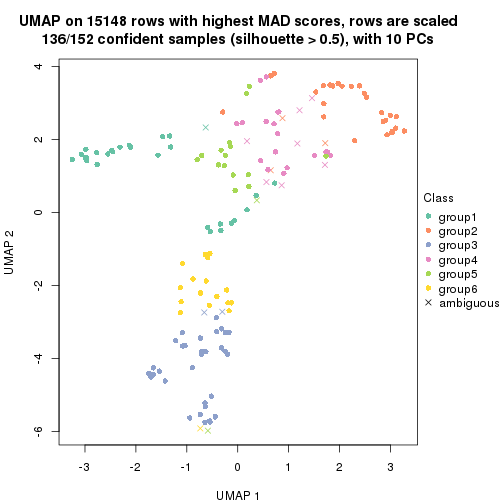 UMAP on 15148 rows with highest MAD scores, rows are scaled
136/152 confident samples (silhouette > 0.5), with 10 PCs
4
2
0
-2
-4
-6
UMAP 2
-3
-2
-1
0
1
2
3
UMAP 1
Class
group1
group2
group3
group4
group5
group6
ambiguous